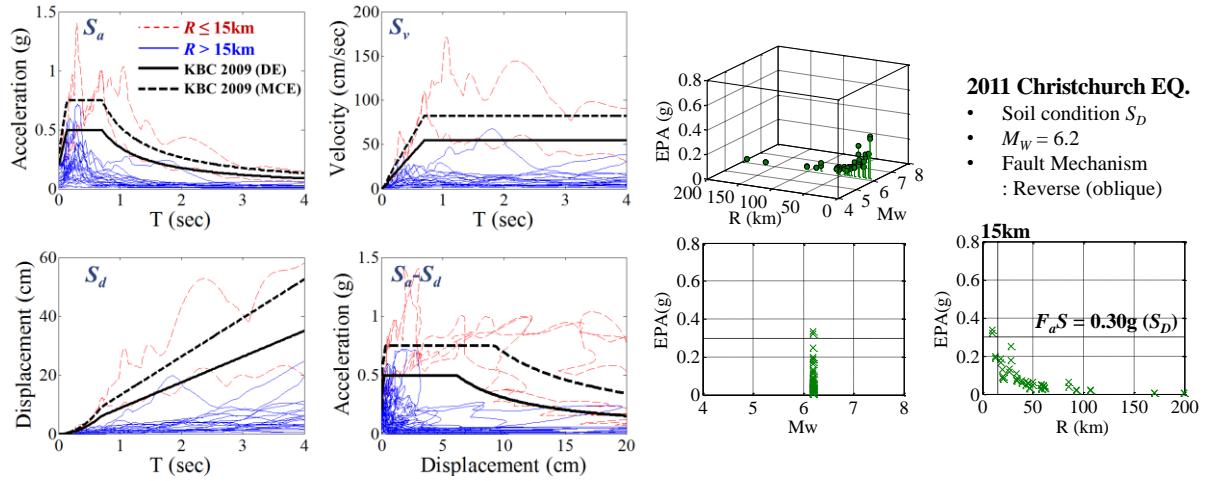 Acceleration (g)
1.5
1
0.5
0
0 1 2 3 4
T (sec)
Sa
R ≤ 15km
R > 15km
KBC 2009 (DE)
KBC 2009 (MCE)
Velocity (cm/sec)
200
150
100
50
0
0 1 2 3 4
T (sec)
Sv
EPA (g)
0.8
0.6
0.4
0.2
0
200 150 100 50 0
R (km)
4 5 6 7 8
Mw
2011 Christchurch EQ.
• Soil condition SD
• MW = 6.2
• Fault Mechanism
: Reverse (oblique)
Displacement (cm)
60
40
20
0
0 1 2 3 4
T (sec)
Sd
Acceleration (g)
1.5
1
0.5
0
0 5 10 15 20
Displacement (cm)
Sa-Sd
EPA(g)
0.8
0.6
0.4
0.2
0
4 5 6 7 8
Mw
15km
EPA(g)
0.8
0.6
0.4
0.2
0
FaS = 0.30g (SD)
0 50 100 150 200
R (km)